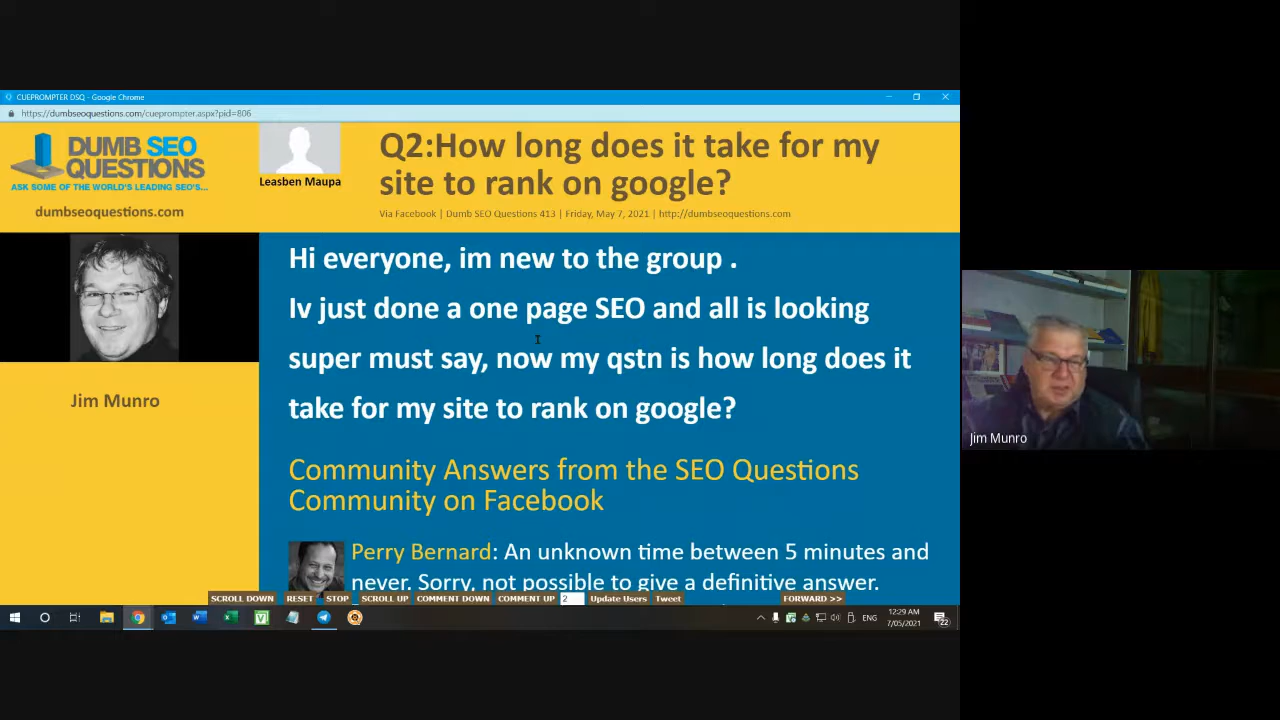 CUEPROMPTER DSQ - Google Chrome
https://dumbseoquestions.com/cueprompter.aspx?pid=806
DUMB SEO
QUESTIONS
ASK SOME OF THE WORLD'S LEADING SEO'S...
dumbseoquestions.com
Leasben Maupa
Q2:How long does it take for my
site to rank on google?
Via Facebook | Dumb SEO Questions 413 | Friday, May 7, 2021 | http://dumbseoquestions.com
Jim Munro
Hi everyone, im new to the group .
Iv just done a one page SEO and all is looking
super must say, now my qstn is how long does it
take for my site to rank on google?
Community Answers from the SEO Questions
Community on Facebook
Perry Bernard: An unknown time between 5 minutes and
never. Sorry, not possible to give a definitive answer.
SCROLL DOWN RESET STOP SCROLL UP COMMENT DOWN COMMENT UP 2 Update Users Tweet FORWARD >>
ENG
12:29 AM
7/05/2021
22
Jim Munro